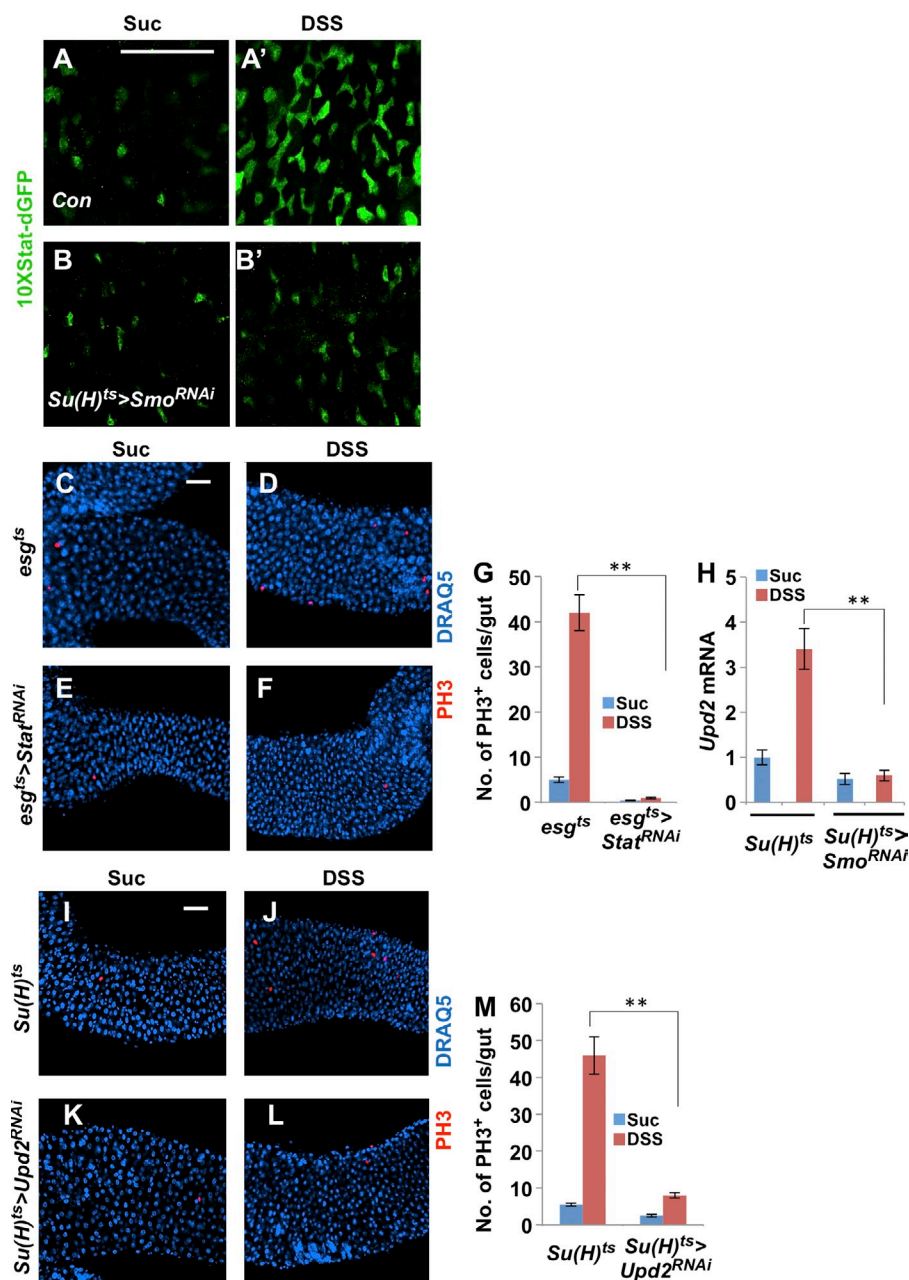 Suc DSS
A A'
Con
B B'
Su(H)ts>SmoRNAi
10XStat-dGFP
Suc DSS
C D
esgts
E F
esgts>StatRNAi
DRAQ5
PH3
G
No. of PH3+ cells/gut
50
40
30
20
10
0
**
Suc
DSS
esgts
esgts>
StatRNAi
H
Upd2 mRNA
5
4
3
2
1
0
Suc
DSS
**
Su(H)ts
Su(H)ts>
SmoRNAi
Suc DSS
I J
Su(H)ts
K L
Su(H)ts>Upd2RNAi
DRAQ5
PH3
M
No. of PH3+ cells/gut
60
50
40
30
20
10
0
**
Suc
DSS
Su(H)ts
Su(H)ts>
Upd2RNAi